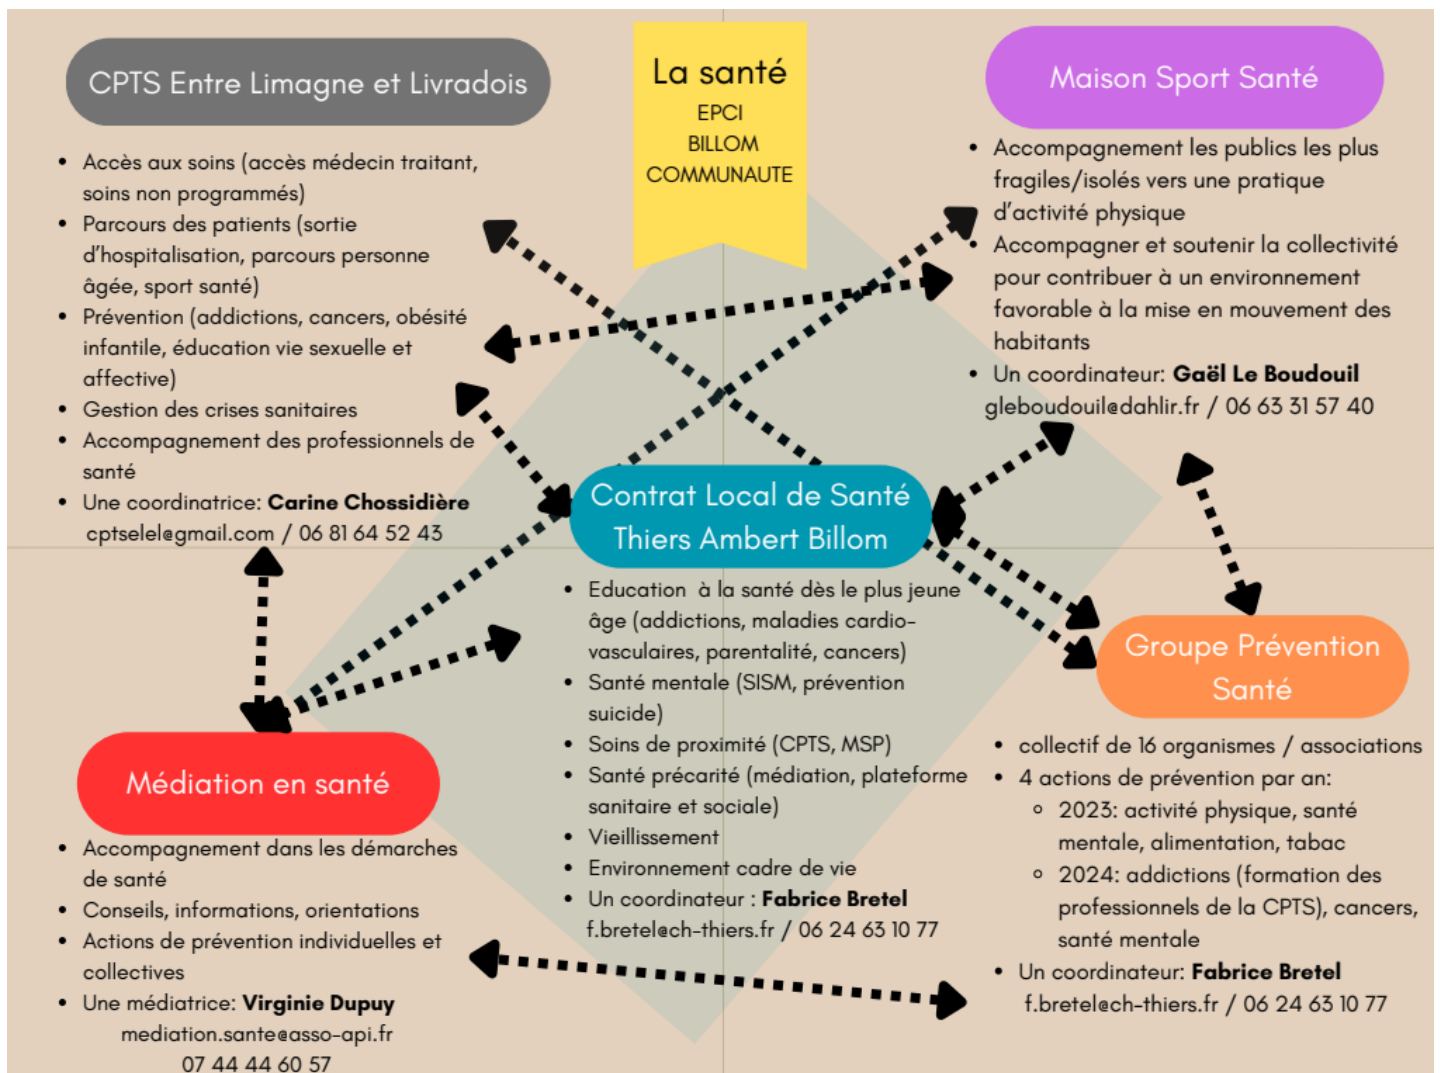 La santé
EPCI
BILLOM
COMMUNAUTE
CPTS Entre Limagne et Livradois
• Accès aux soins (accès médecin traitant,
soins non programmés)
• Parcours des patients (sortie
d'hospitalisation, parcours personne
âgée, sport santé)
• Prévention (addictions, cancers, obésité
infantile, éducation vie sexuelle et
affective)
• Gestion des crises sanitaires
• Accompagnement des professionnels de
santé
• Une coordinatrice: Carine Chossidière
cptselel@gmail.com / 06 81 64 52 43
Maison Sport Santé
• Accompagnement les publics les plus
fragiles/isolés vers une pratique
d'activité physique
• Accompagner et soutenir la collectivité
pour contribuer à un environnement
favorable à la mise en mouvement des
habitants
• Un coordinateur: Gaël Le Boudouil
gleboudouil@dahlir.fr / 06 63 31 57 40
Contrat Local de Santé
Thiers Ambert Billom
• Education à la santé dès le plus jeune
âge (addictions, maladies cardio-
vasculaires, parentalité, cancers)
• Santé mentale (SISM, prévention
suicide)
• Soins de proximité (CPTS, MSP)
• Santé précarité (médiation, plateforme
sanitaire et sociale)
• Vieillissement
• Environnement cadre de vie
• Un coordinateur : Fabrice Bretel
f.bretel@ch-thiers.fr / 06 24 63 10 77
Médiation en santé
• Accompagnement dans les démarches
de santé
• Conseils, informations, orientations
• Actions de prévention individuelles et
collectives
• Une médiatrice: Virginie Dupuy
mediation.sante@asso-api.fr
07 44 44 60 57
Groupe Prévention
Santé
• collectif de 16 organismes / associations
• 4 actions de prévention par an:
◦ 2023: activité physique, santé
mentale, alimentation, tabac
◦ 2024: addictions (formation des
professionnels de la CPTS), cancers,
santé mentale
• Un coordinateur: Fabrice Bretel
f.bretel@ch-thiers.fr / 06 24 63 10 77